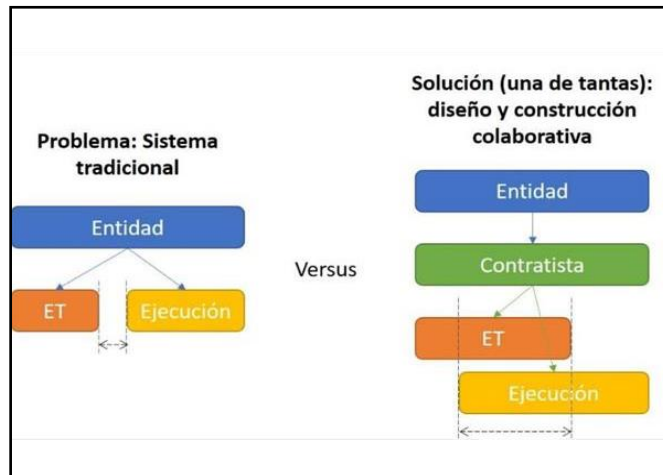 Problema: Sistema
tradicional
Entidad
ET
Ejecución
Versus
Solución (una de tantas):
diseño y construcción
colaborativa
Entidad
Contratista
ET
Ejecución